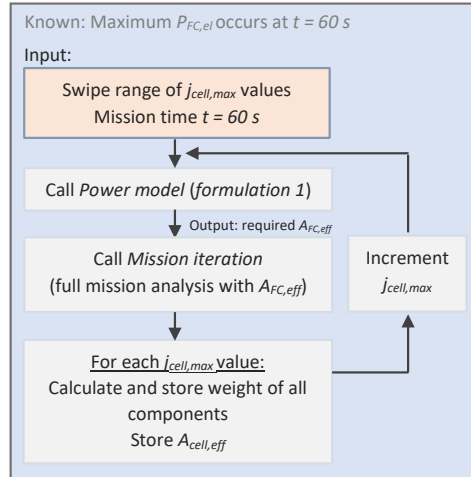 Known: Maximum P_FC,el occurs at t = 60 s
Input:
Swipe range of j_cell,max values
Mission time t = 60 s
Call Power model (formulation 1)
Output: required A_FC,eff
Call Mission iteration
(full mission analysis with A_FC,eff)
Increment
j_cell,max
For each j_cell,max value:
Calculate and store weight of all
components
Store A_cell,eff